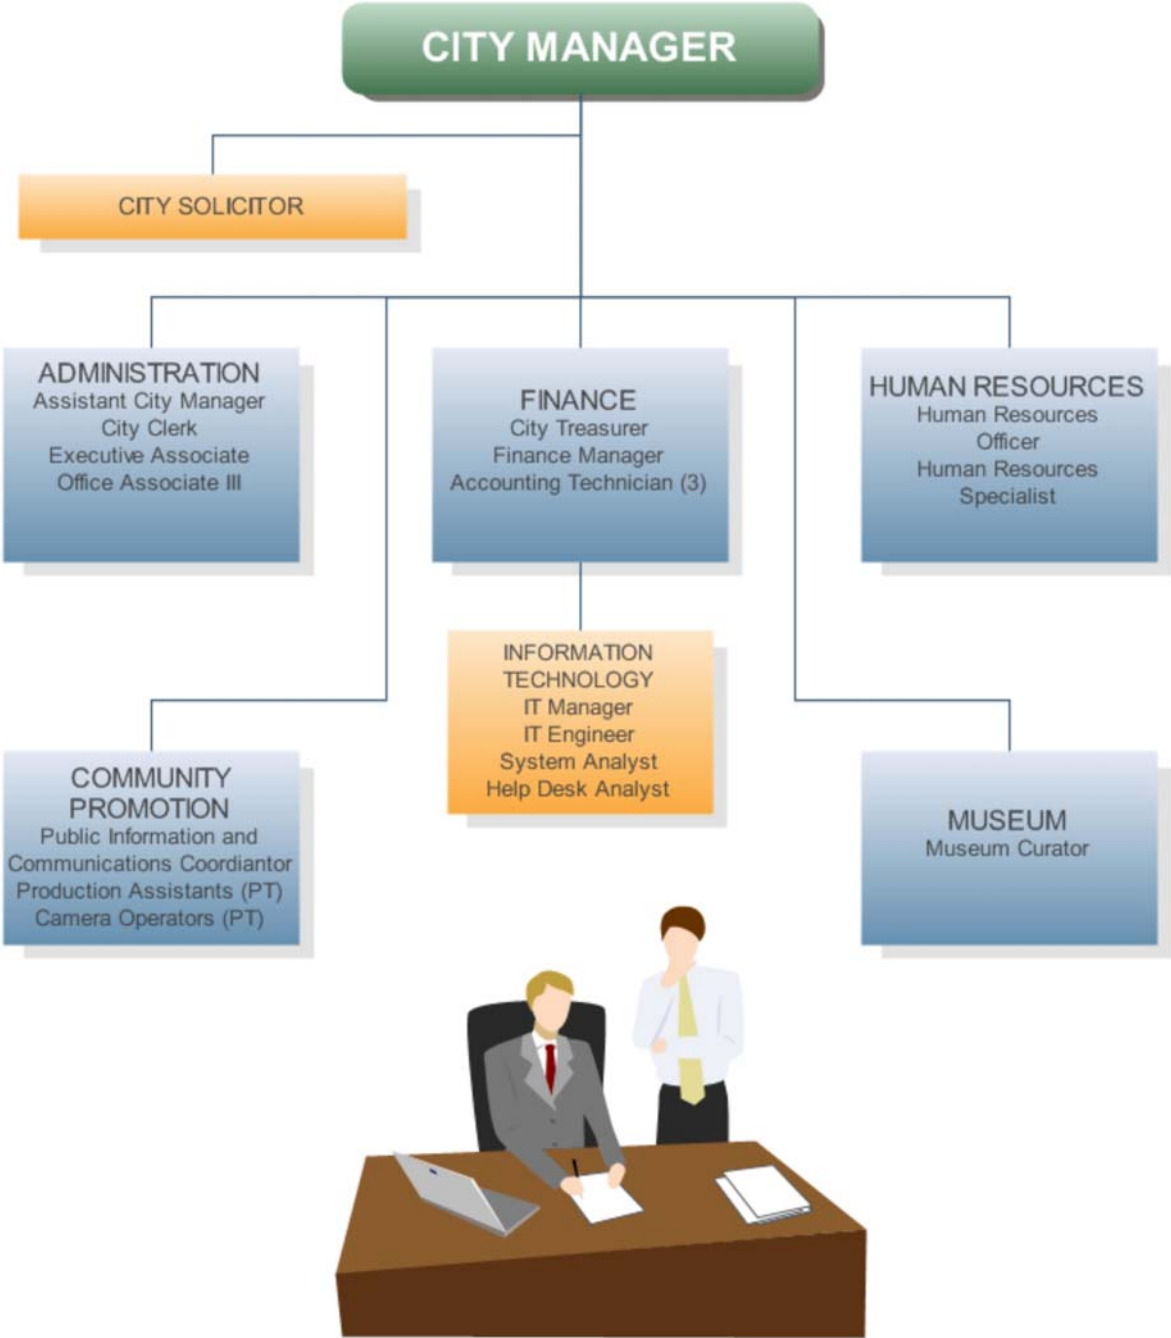 CITY MANAGER
CITY SOLICITOR
ADMINISTRATION
Assistant City Manager
City Clerk
Executive Associate
Office Associate III
FINANCE
City Treasurer
Finance Manager
Accounting Technician (3)
HUMAN RESOURCES
Human Resources
Officer
Human Resources
Specialist
INFORMATION
TECHNOLOGY
IT Manager
IT Engineer
System Analyst
Help Desk Analyst
COMMUNITY
PROMOTION
Public Information and
Communications Coordiantor
Production Assistants (PT)
Camera Operators (PT)
MUSEUM
Museum Curator